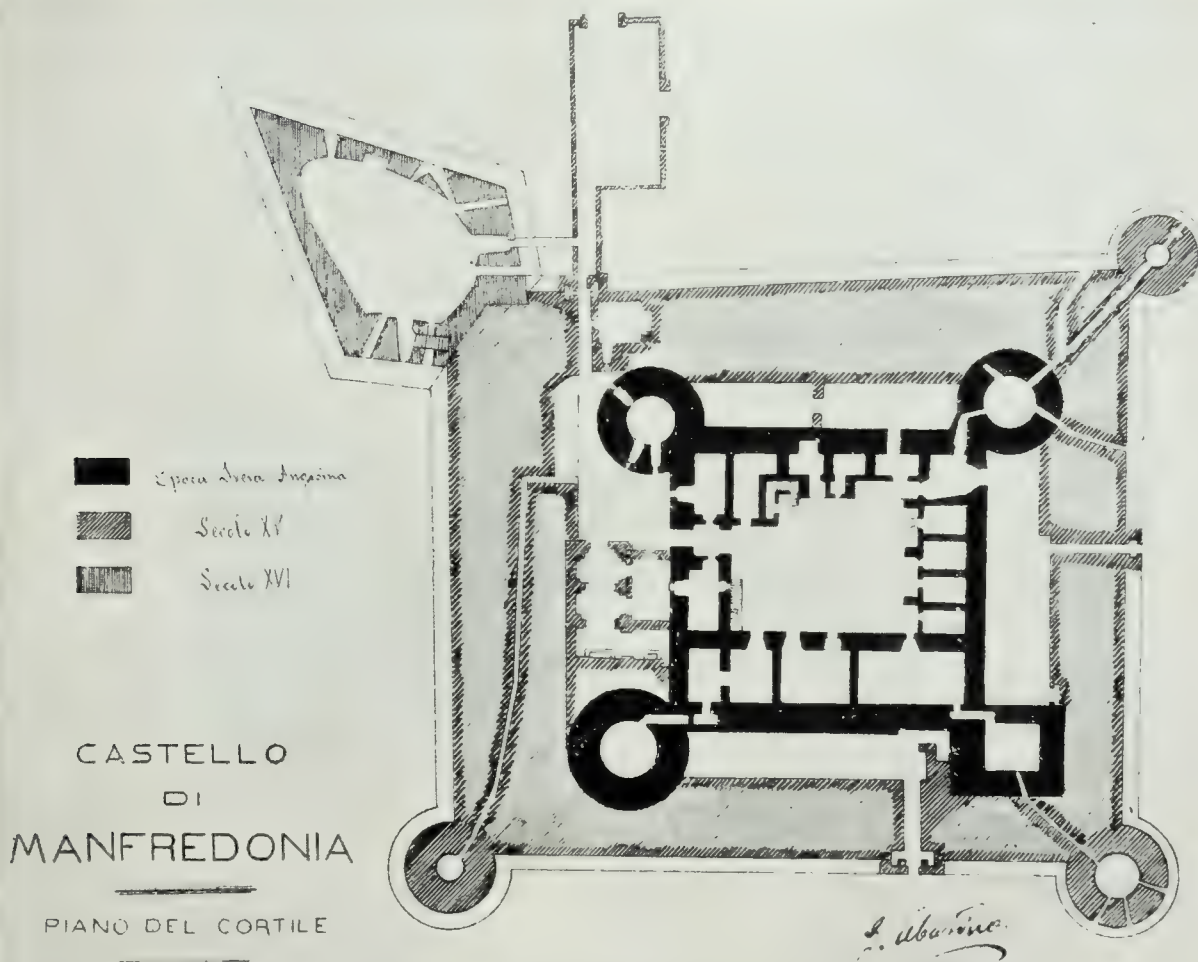 Epoca Sveva Angioina
Secolo XV
Secolo XVI
CASTELLO
DI
MANFREDONIA
PIANO DEL CORTILE